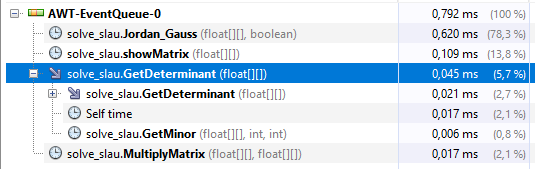 AWT-EventQueue-0 0,792 ms (100 %)
solve_slau.Jordan_Gauss (float[][], boolean) 0,620 ms (78,3 %)
solve_slau.showMatrix (float[][]) 0,109 ms (13,8 %)
solve_slau.GetDeterminant (float[][]) 0,045 ms (5,7 %)
solve_slau.GetDeterminant (float[][]) 0,021 ms (2,7 %)
Self time 0,017 ms (2,1 %)
solve_slau.GetMinor (float[][], int, int) 0,006 ms (0,8 %)
solve_slau.MultiplyMatrix (float[][], float[][]) 0,017 ms (2,1 %)